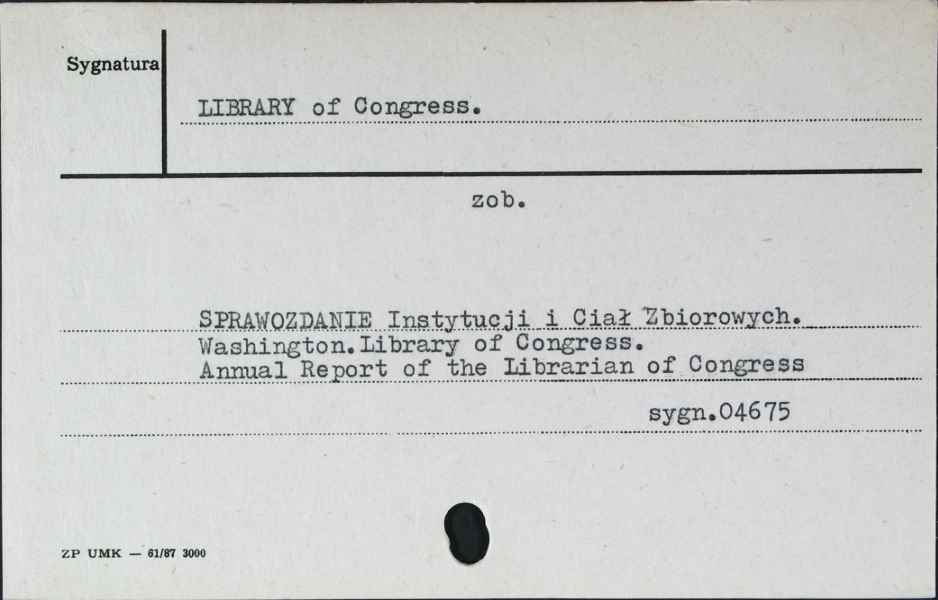 Sygnatura
LIBRARY of Congress.
zob.
SPRAWOZDANIE Instytucji i Ciał Zbiorowych.
Washington.Library of Congress.
Annual Report of the Librarian of Congress
sygn.04675
ZP UMK — 61/87 3000